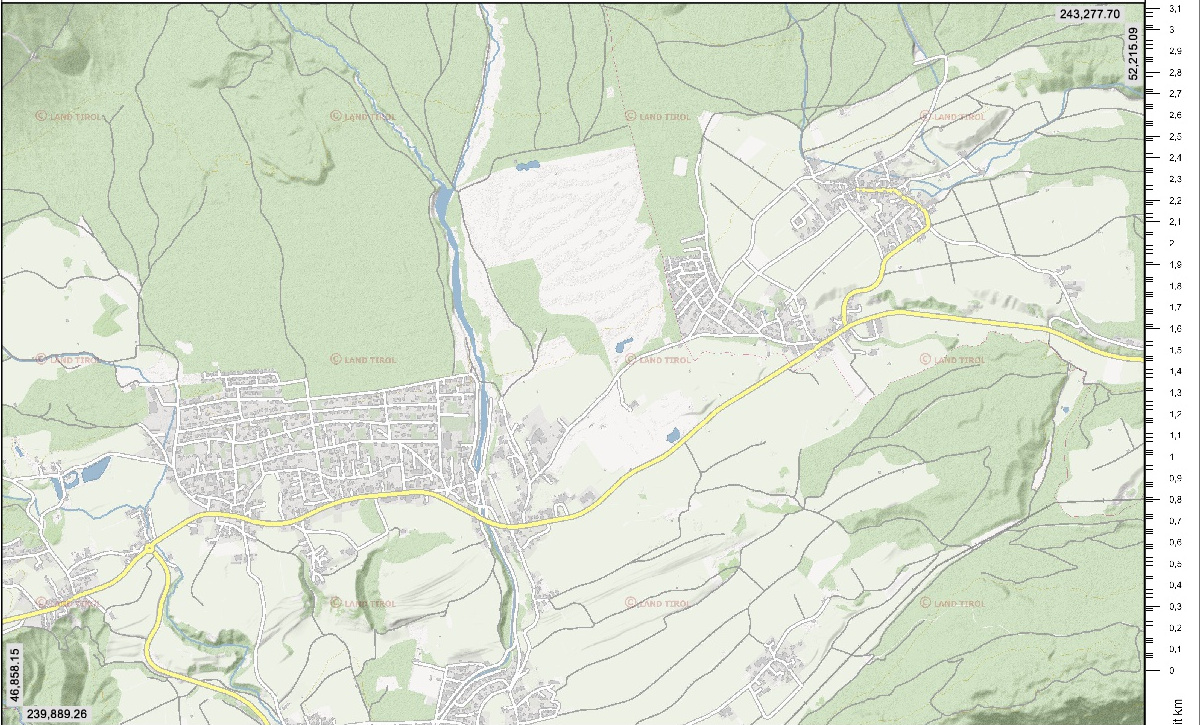 243,277.70
52,215.09
© LAND TIROL
© LAND TIROL
© LAND TIROL
© LAND TIROL
© LAND TIROL
© LAND TIROL
© LAND TIROL
© LAND TIROL
© LAND TIROL
© LAND TIROL
© LAND TIROL
© LAND TIROL
46,858.15
239,889.26
3,1
3
2,9
2,8
2,7
2,6
2,5
2,4
2,3
2,2
2,1
2
1,9
1,8
1,7
1,6
1,5
1,4
1,3
1,2
1,1
1
0,9
0,8
0,7
0,6
0,5
0,4
0,3
0,2
0,1
0
it km